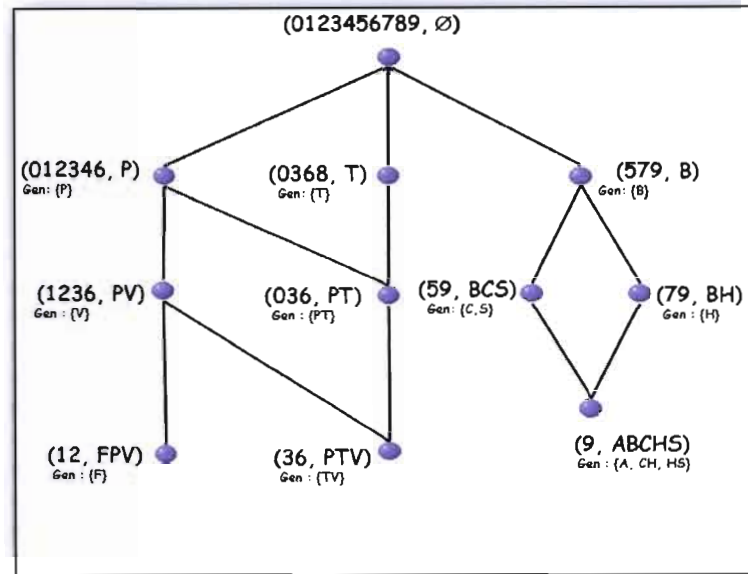 (0123456789, Ø)
(012346, P)
Gen: {P}
(0368, T)
Gen: {T}
(579, B)
Gen: {B}
(1236, PV)
Gen : {V}
(036, PT)
Gen : {PT}
(59, BCS)
Gen: {C,S}
(79, BH)
Gen : {H}
(12, FPV)
Gen : {F}
(36, PTV)
Gen : {TV}
(9, ABCHS)
Gen : {A, CH, HS}